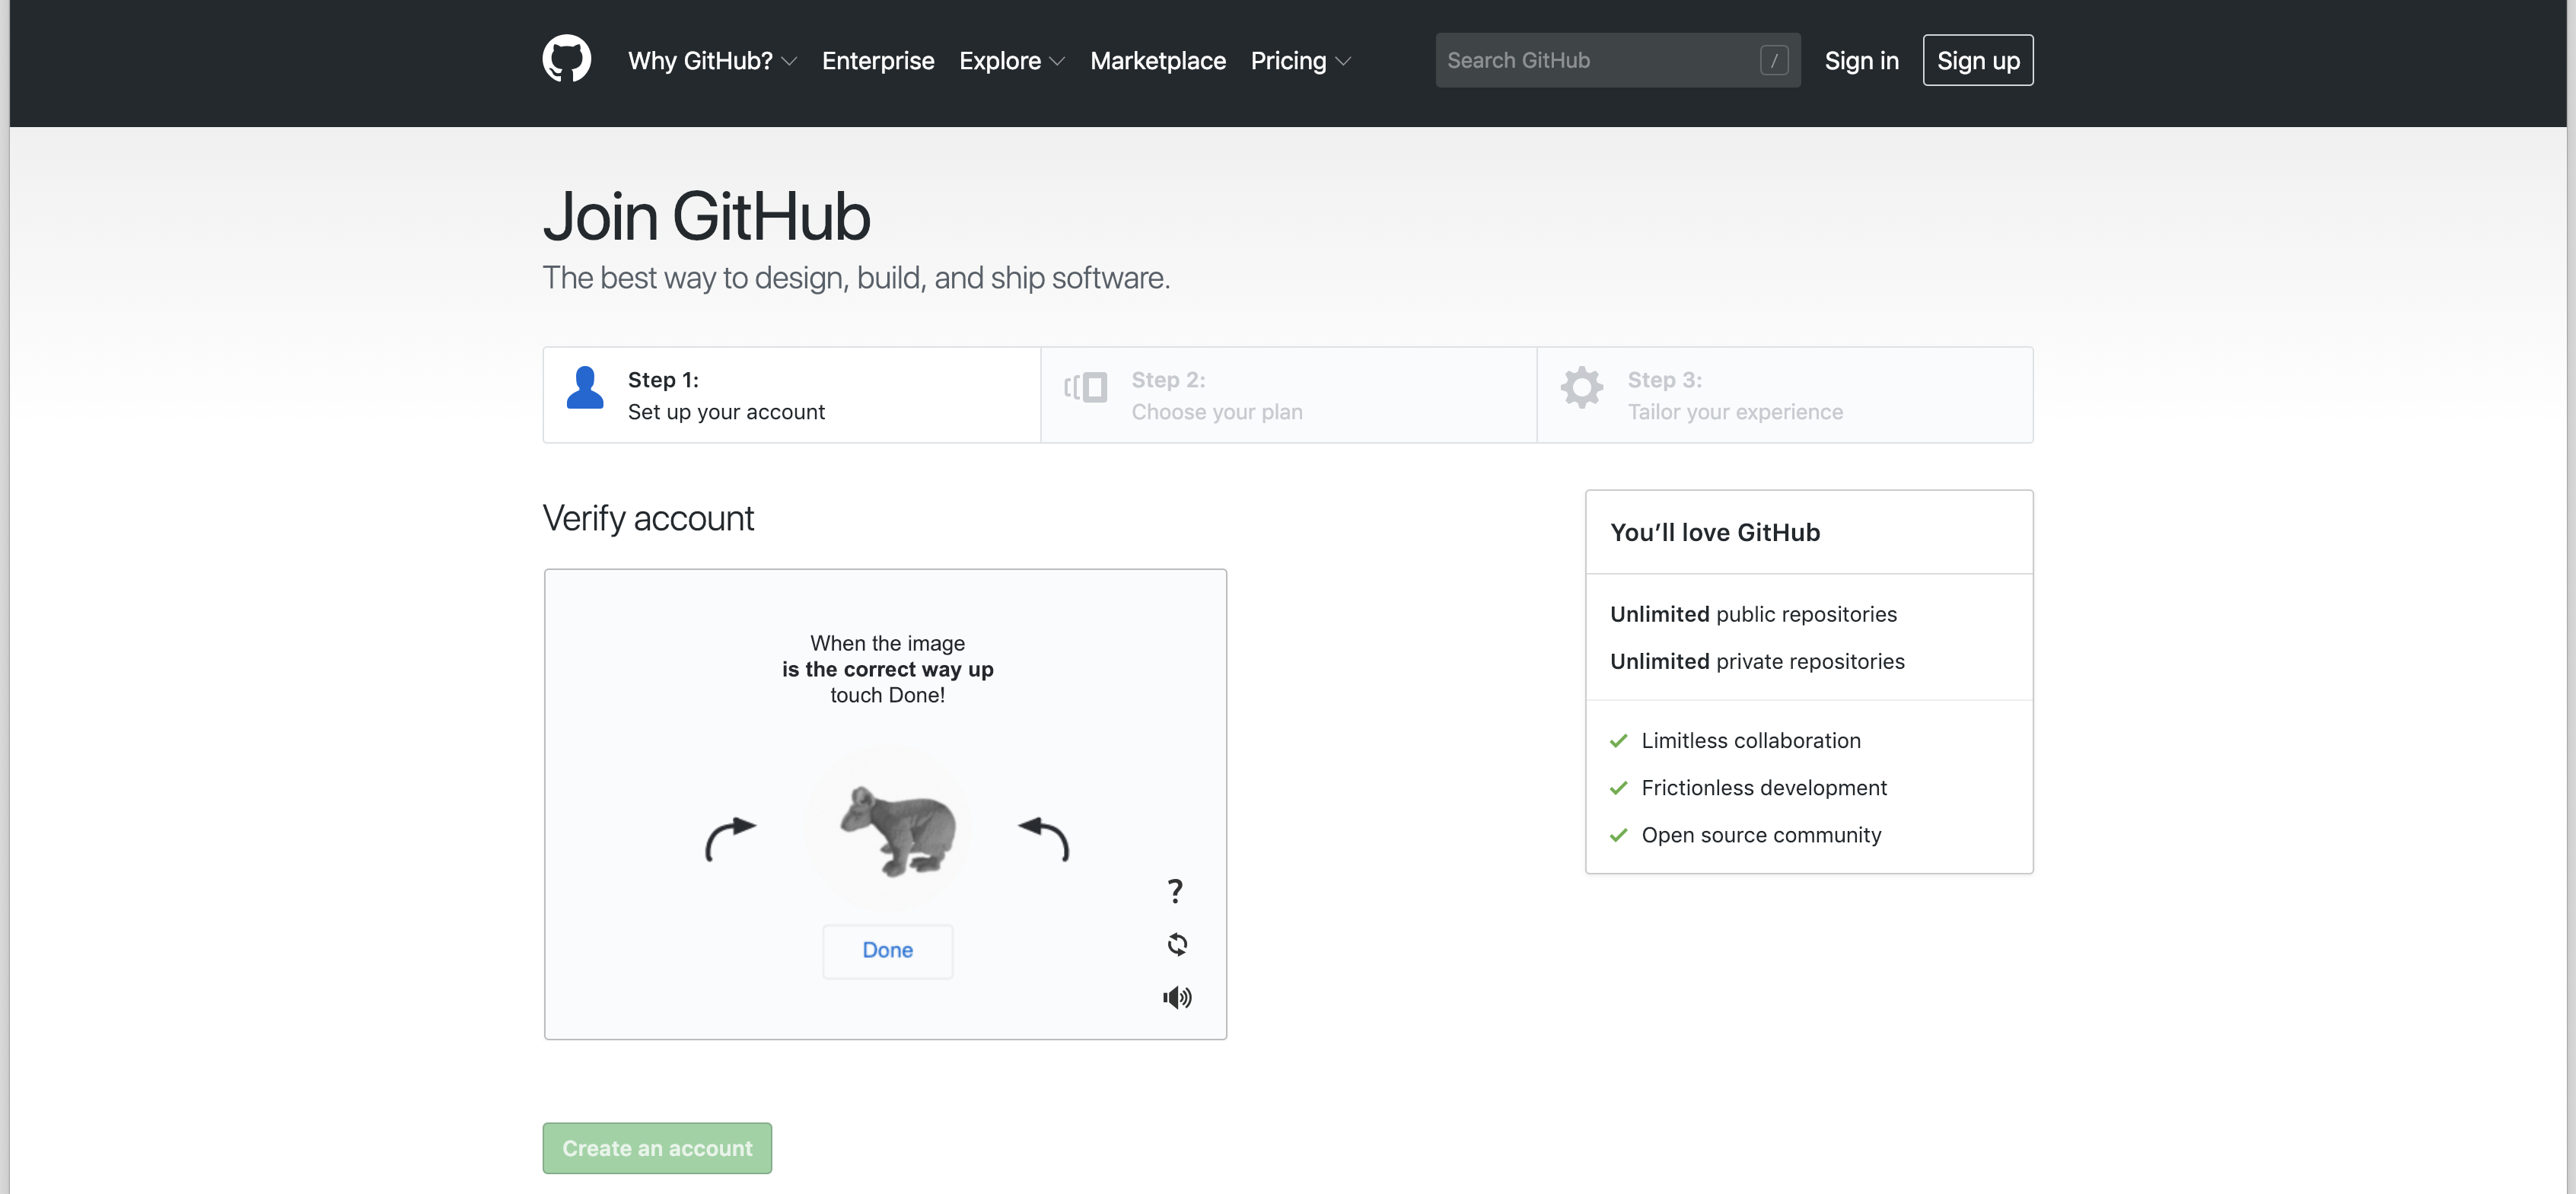 Why GitHub? Enterprise Explore Marketplace Pricing Search GitHub / Sign in Sign up
Join GitHub
The best way to design, build, and ship software.
Step 1:
Set up your account
Step 2:
Choose your plan
Step 3:
Tailor your experience
Verify account
When the image
is the correct way up
touch Done!
Done
?
Create an account
You’ll love GitHub
Unlimited public repositories
Unlimited private repositories
Limitless collaboration
Frictionless development
Open source community